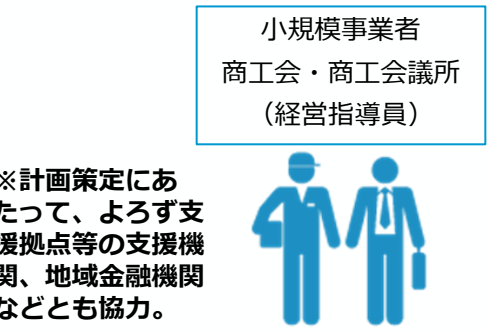 小規模事業者
商工会・商工会議所
（経営指導員）
※計画策定にあ
たって、よろず支
援拠点等の支援機
関、地域金融機関
などとも協力。